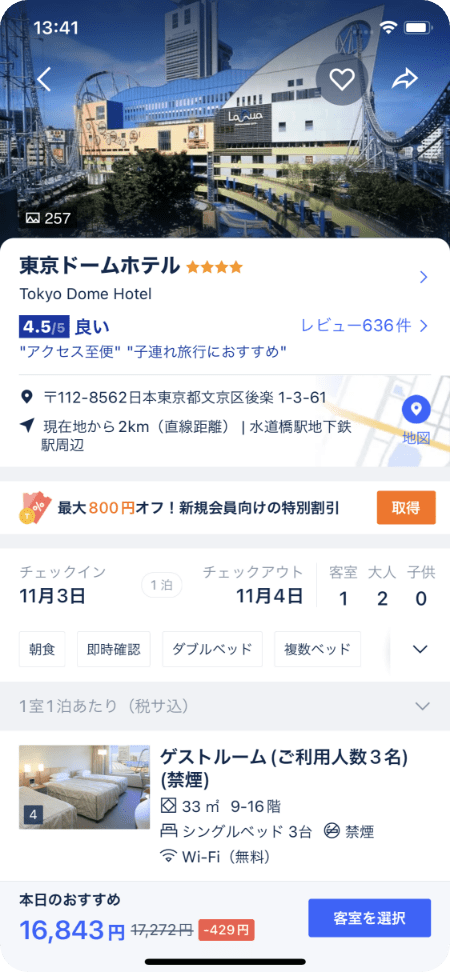 13:41
LaQua
257
東京ドームホテル
Tokyo Dome Hotel
4.5/5 良い レビュー636件
"アクセス至便" "子連れ旅行におすすめ"
〒112-8562日本東京都文京区後楽 1-3-61
現在地から2km（直線距離） | 水道橋駅地下鉄
駅周辺
地図
% 最大800円オフ！新規会員向けの特別割引 取得
チェックイン 1泊 チェックアウト 客室 大人 子供
11月3日 11月4日 1 2 0
朝食 即時確認 ダブルベッド 複数ベッド
1室1泊あたり（税サ込）
ゲストルーム(ご利用人数3名)
(禁煙)
33 ㎡ 9-16階
4
シングルベッド 3台 禁煙
Wi-Fi（無料）
本日のおすすめ
16,843円 17,272円 -429円
客室を選択